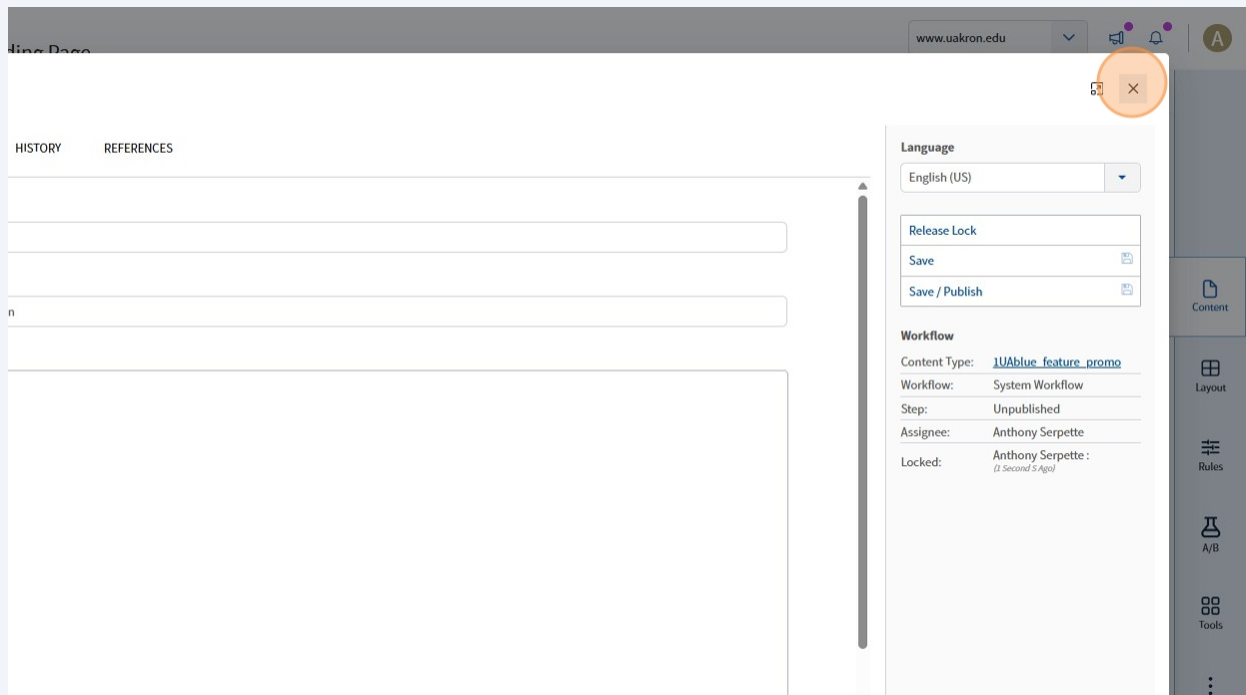 ding Page
www.uakron.edu
A
HISTORY
REFERENCES
Language
English (US)
Release Lock
Save
Save / Publish
n
Workflow
Content Type: 1UAblue_feature_promo
Workflow: System Workflow
Step: Unpublished
Assignee: Anthony Serpette
Locked: Anthony Serpette :
(1 Second S Ago)
Content
Layout
Rules
A/B
Tools